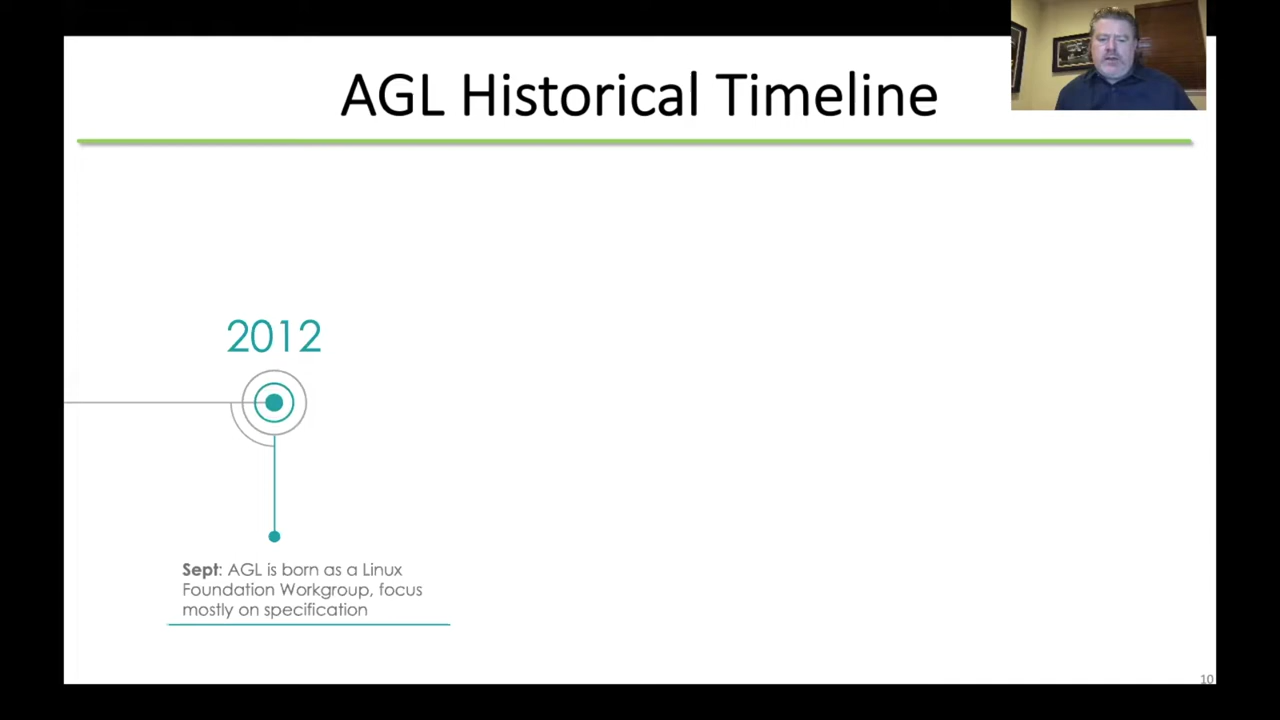 AGL Historical Timeline
2012
Sept: AGL is born as a Linux
Foundation Workgroup, focus
mostly on specification
10